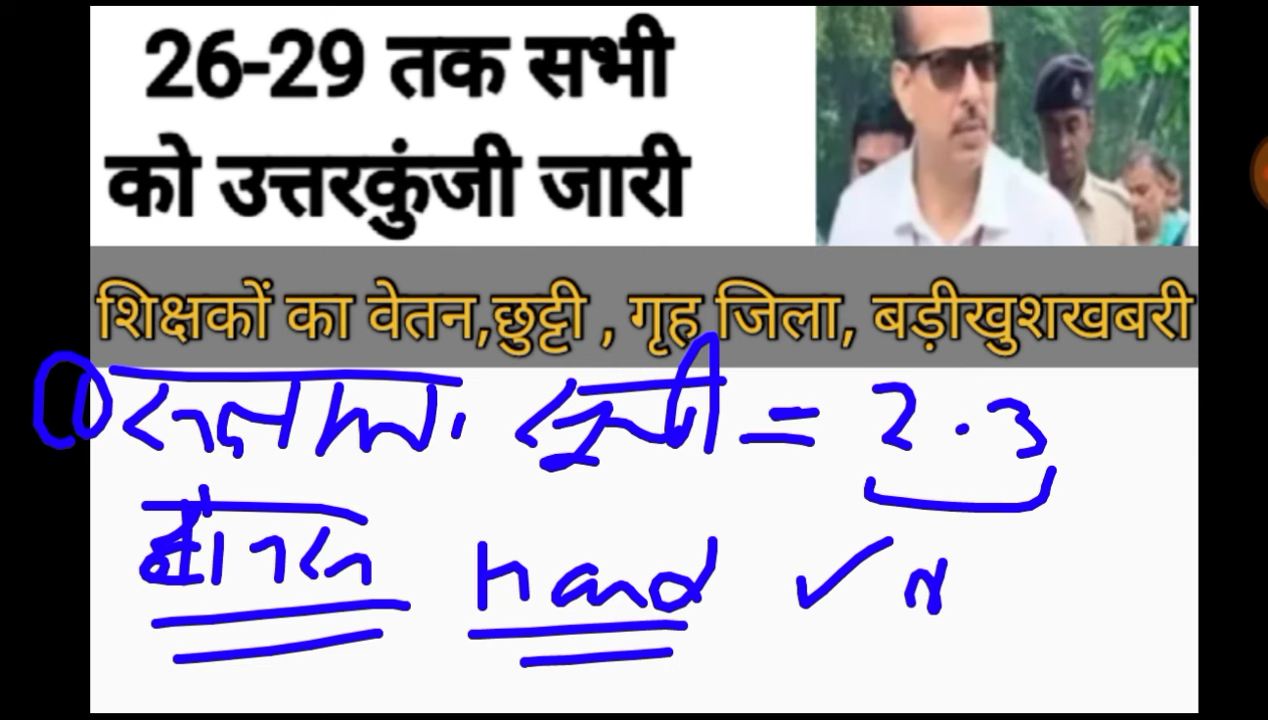 26-29 तक सभी
को उत्तरकुंजी जारी
शिक्षकों का वेतन,छुट्टी , गृह जिला, बड़ीखुशखबरी
= 2.3
hand